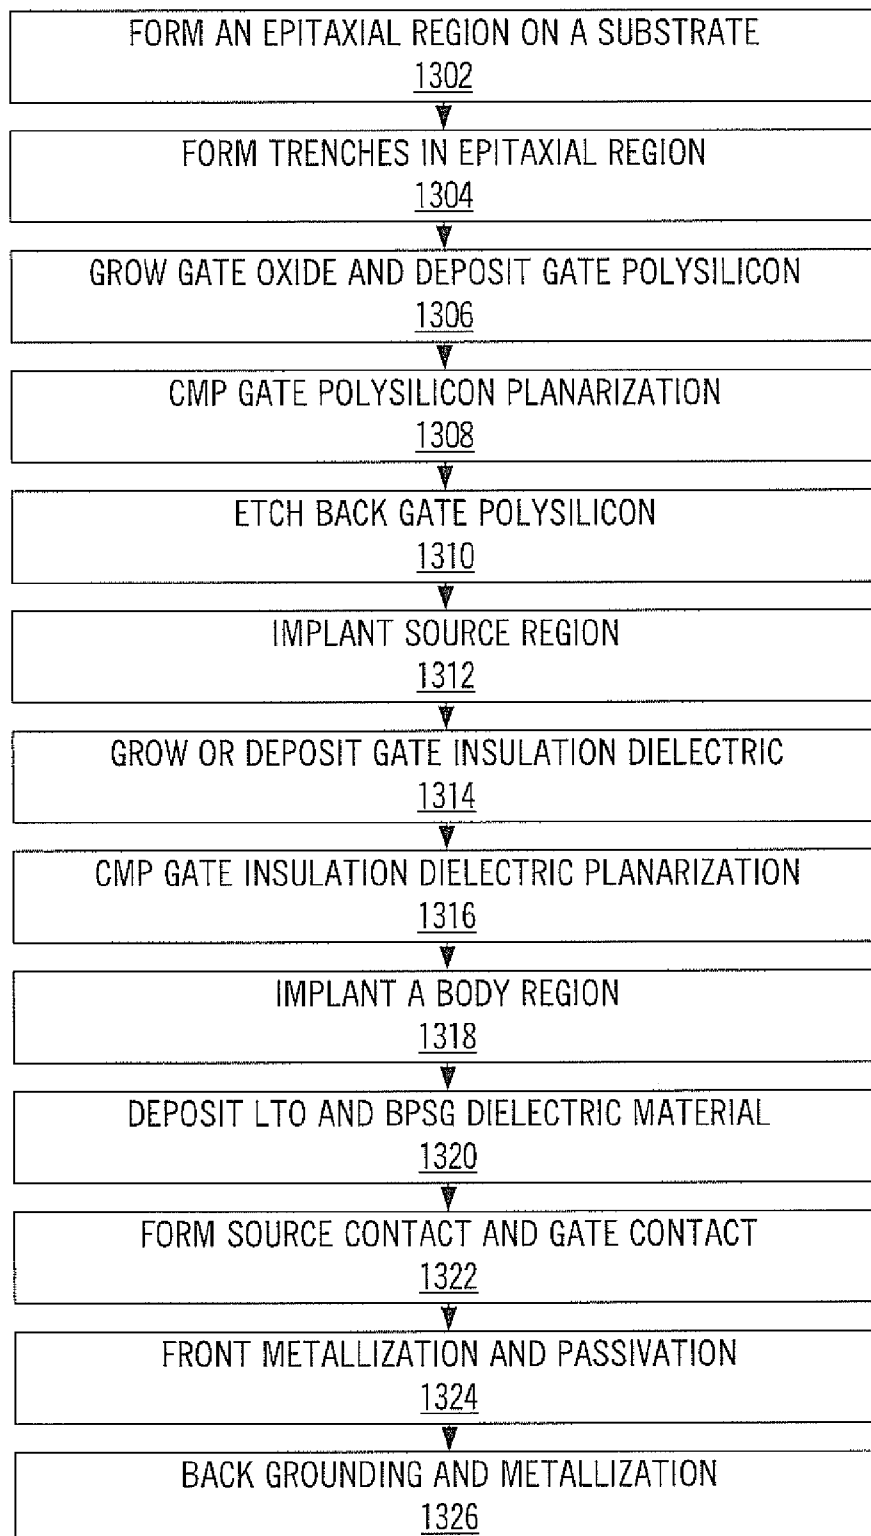 FORM AN EPITAXIAL REGION ON A SUBSTRATE
1302
FORM TRENCHES IN EPITAXIAL REGION
1304
GROW GATE OXIDE AND DEPOSIT GATE POLYSILICON
1306
CMP GATE POLYSILICON PLANARIZATION
1308
ETCH BACK GATE POLYSILICON
1310
IMPLANT SOURCE REGION
1312
GROW OR DEPOSIT GATE INSULATION DIELECTRIC
1314
CMP GATE INSULATION DIELECTRIC PLANARIZATION
1316
IMPLANT A BODY REGION
1318
DEPOSIT LTO AND BPSG DIELECTRIC MATERIAL
1320
FORM SOURCE CONTACT AND GATE CONTACT
1322
FRONT METALLIZATION AND PASSIVATION
1324
BACK GROUNDING AND METALLIZATION
1326